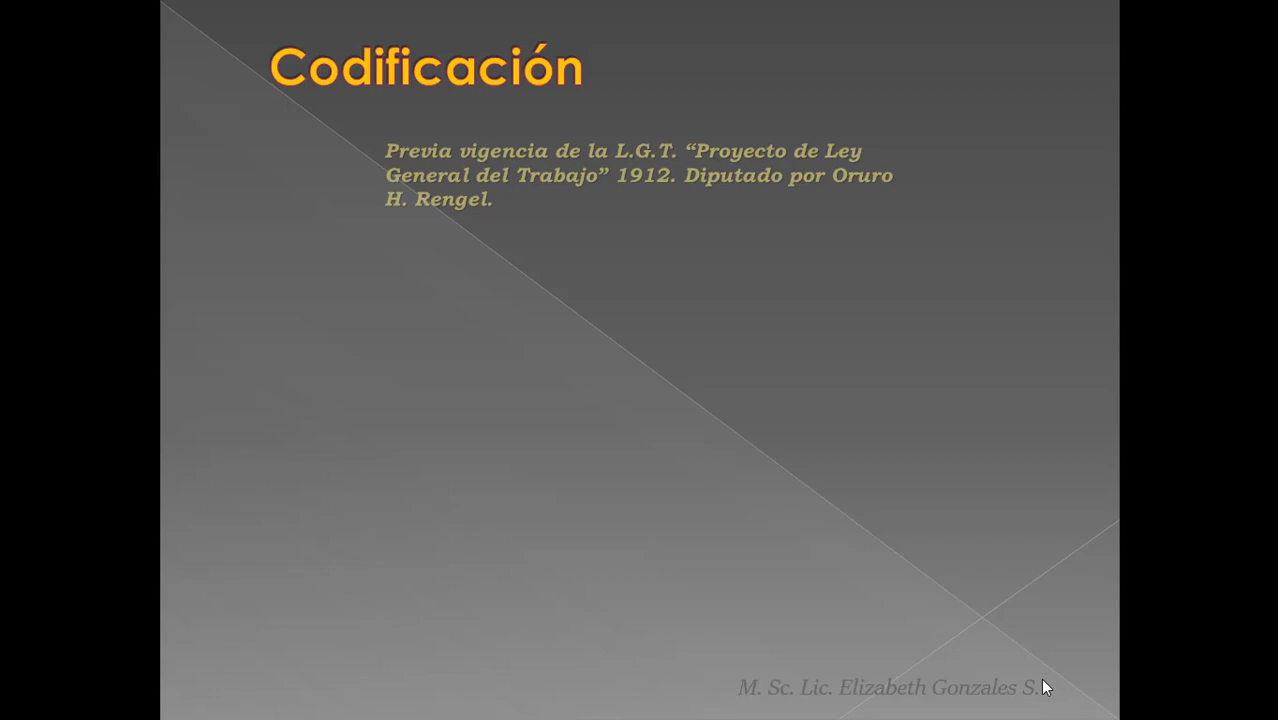 Codificación
Previa vigencia de la L.G.T. “Proyecto de Ley
General del Trabajo” 1912. Diputado por Oruro
H. Rengel.
M. Sc. Lic. Elizabeth Gonzales S.